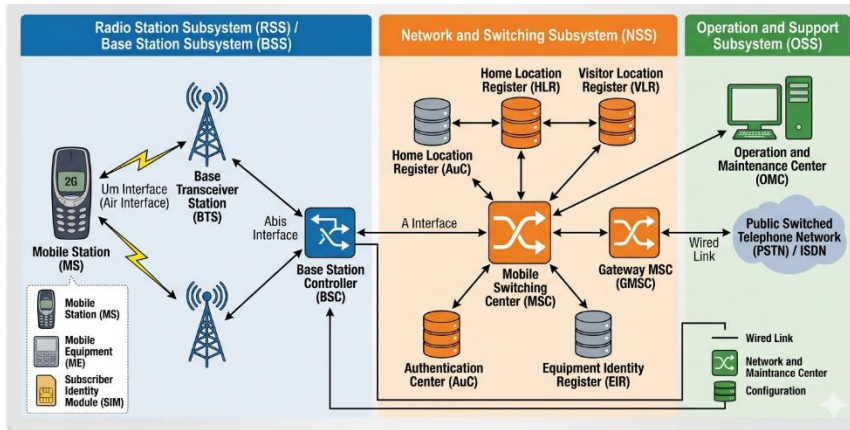 Radio Station Subsystem (RSS) /
Base Station Subsystem (BSS)
Network and Switching Subsystem (NSS)
Operation and Support
Subsystem (OSS)
Home Location
Register (HLR)
Visitor Location
Register (VLR)
2G
Um Interface
(Air Interface)
Base
Transceiver
Station
(BTS)
Home Location
Register (AuC)
Operation and
Maintenance Center
(OMC)
Mobile Station
(MS)
Abis
Interface
A Interface
Base Station
Controller
(BSC)
Mobile
Switching
Center (MSC)
Gateway MSC
(GMSC)
Wired
Link
Public Switched
Telephone Network
(PSTN) / ISDN
Mobile
Station (MS)
Mobile
Equipment
(ME)
Subscriber
Identity
Module (SIM)
Authentication
Center (AuC)
Equipment Identity
Register (EIR)
Wired Link
Network and
Maintrance Center
Configuration